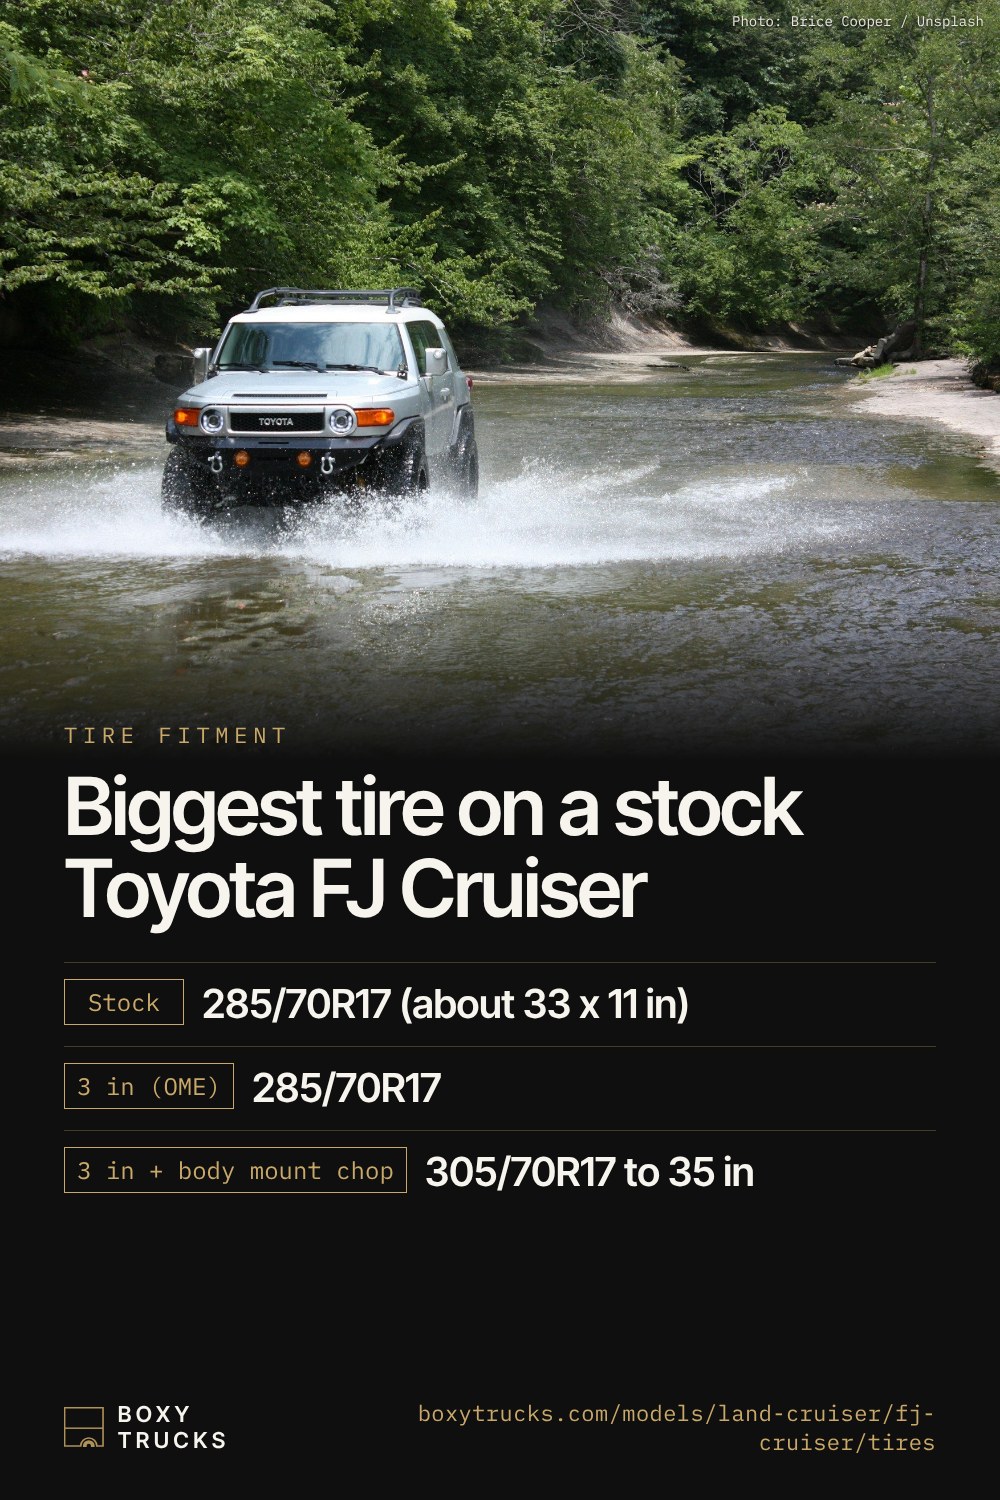 Photo: Brice Cooper / Unsplash
TOYOTA
TIRE FITMENT
Biggest tire on a stock
Toyota FJ Cruiser
Stock 285/70R17 (about 33 x 11 in)
3 in (OME) 285/70R17
3 in + body mount chop 305/70R17 to 35 in
BOXY
TRUCKS
boxytrucks.com/models/land-cruiser/fj-
cruiser/tires